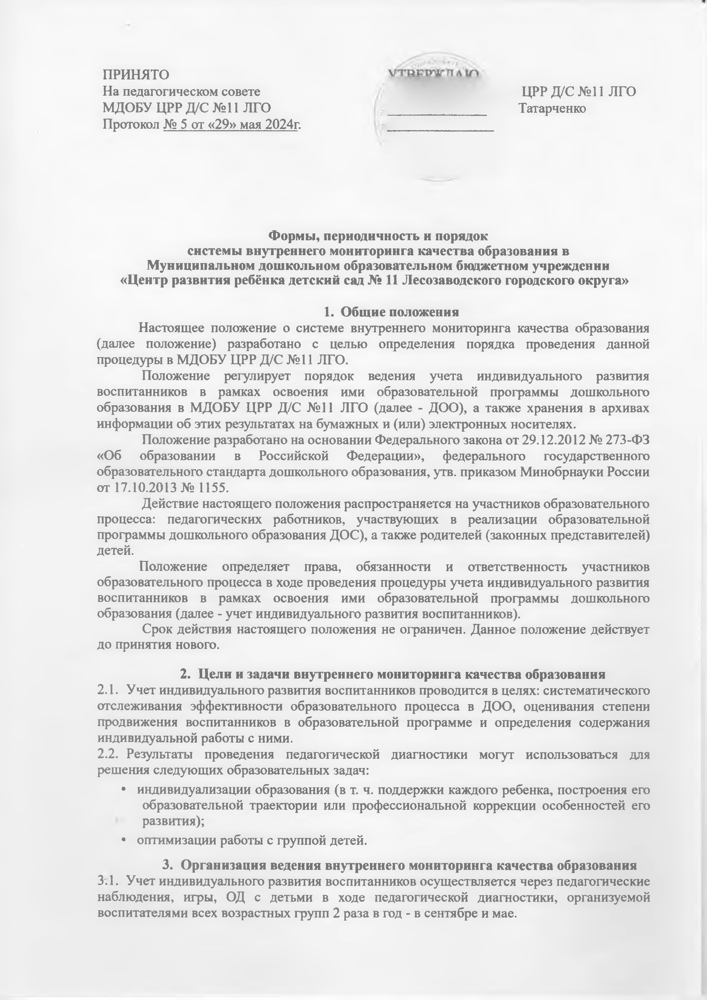 ПРИНЯТО
На педагогическом совете
МДОБУ ЦРР Д/С №11 ЛГО
Протокол № 5 от «29» мая 2024г.
УТВЕРЖДАЮ
ЦРР Д/С №11 ЛГО
Татарченко
Формы, периодичность и порядок
системы внутреннего мониторинга качества образования в
Муниципальном дошкольном образовательном бюджетном учреждении
«Центр развития ребёнка детский сад № 11 Лесозаводского городского округа»
1. Общие положения
Настоящее положение о системе внутреннего мониторинга качества образования
(далее положение) разработано с целью определения порядка проведения данной
процедуры в МДОБУ ЦРР Д/С №11 ЛГО.
Положение регулирует порядок ведения учета индивидуального развития
воспитанников в рамках освоения ими образовательной программы дошкольного
образования в МДОБУ ЦРР Д/С №11 ЛГО (далее - ДОО), а также хранения в архивах
информации об этих результатах на бумажных и (или) электронных носителях.
Положение разработано на основании Федерального закона от 29.12.2012 № 273-ФЗ
«Об образовании в Российской Федерации», федерального государственного
образовательного стандарта дошкольного образования, утв. приказом Минобрнауки России
от 17.10.2013 № 1155.
Действие настоящего положения распространяется на участников образовательного
процесса: педагогических работников, участвующих в реализации образовательной
программы дошкольного образования ДОС), а также родителей (законных представителей)
детей.
Положение определяет права, обязанности и ответственность участников
образовательного процесса в ходе проведения процедуры учета индивидуального развития
воспитанников в рамках освоения ими образовательной программы дошкольного
образования (далее - учет индивидуального развития воспитанников).
Срок действия настоящего положения не ограничен. Данное положение действует
до принятия нового.
2. Цели и задачи внутреннего мониторинга качества образования
2.1. Учет индивидуального развития воспитанников проводится в целях: систематического
отслеживания эффективности образовательного процесса в ДОО, оценивания степени
продвижения воспитанников в образовательной программе и определения содержания
индивидуальной работы с ними.
2.2. Результаты проведения педагогической диагностики могут использоваться для
решения следующих образовательных задач:
• индивидуализации образования (в т. ч. поддержки каждого ребенка, построения его
образовательной траектории или профессиональной коррекции особенностей его
развития);
• оптимизации работы с группой детей.
3. Организация ведения внутреннего мониторинга качества образования
3.1. Учет индивидуального развития воспитанников осуществляется через педагогические
наблюдения, игры, ОД с детьми в ходе педагогической диагностики, организуемой
воспитателями всех возрастных групп 2 раза в год - в сентябре и мае.